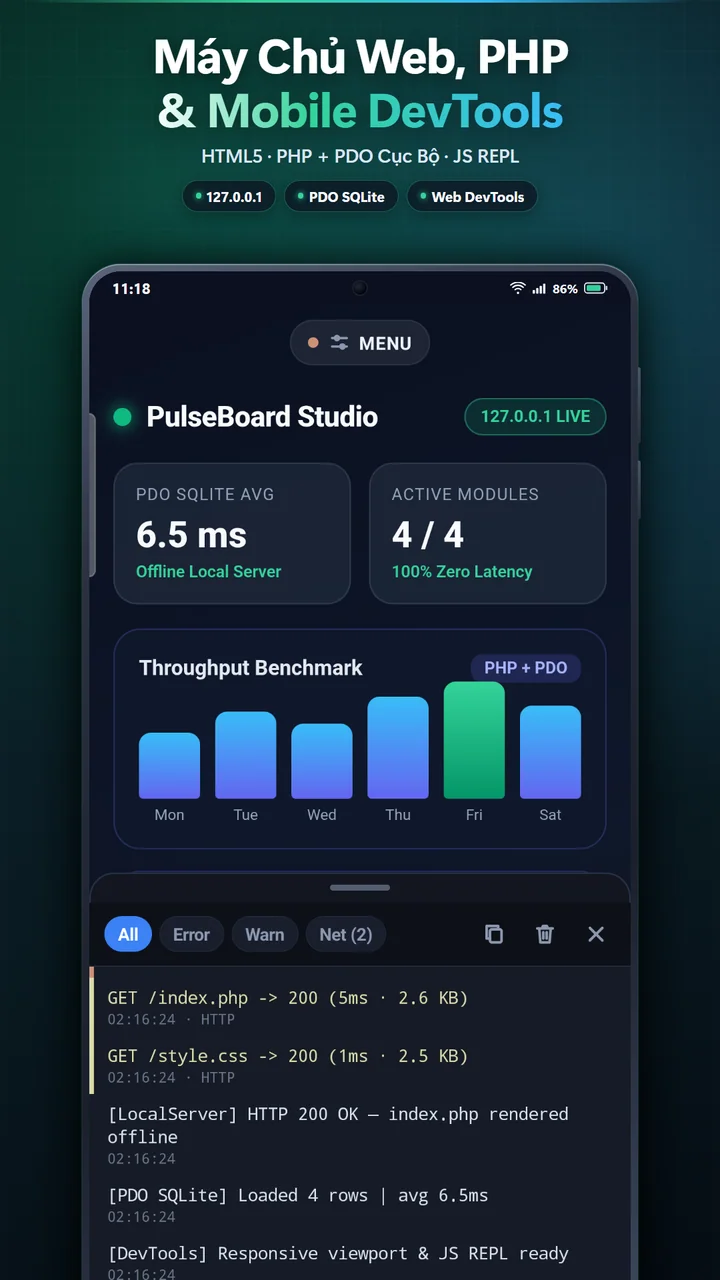 Máy Chủ Web, PHP
& Mobile DevTools
HTML5 · PHP + PDO Cục Bộ · JS REPL
127.0.0.1
PDO SQLite
Web DevTools
11:18
86%
MENU
PulseBoard Studio
127.0.0.1 LIVE
PDO SQLITE AVG
6.5 ms
Offline Local Server
ACTIVE MODULES
4 / 4
100% Zero Latency
Throughput Benchmark
PHP + PDO
Mon
Tue
Wed
Thu
Fri
Sat
All
Error
Warn
Net (2)
GET /index.php -> 200 (5ms · 2.6 KB)
02:16:24 · HTTP
GET /style.css -> 200 (1ms · 2.5 KB)
02:16:24 · HTTP
[LocalServer] HTTP 200 OK — index.php rendered
offline
02:16:24
[PDO SQLite] Loaded 4 rows | avg 6.5ms
02:16:24
[DevTools] Responsive viewport & JS REPL ready
02:16:24